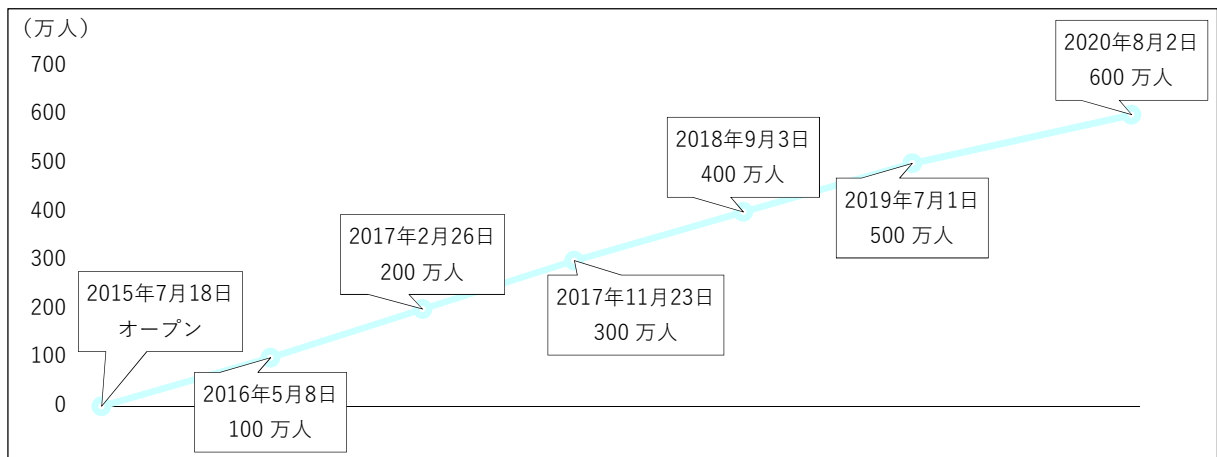 （万人）
700
600
500
400
300
200
100
0
2015年7月18日
オープン
2016年5月8日
100 万人
2017年2月26日
200 万人
2017年11月23日
300 万人
2018年9月3日
400 万人
2019年7月1日
500 万人
2020年8月2日
600 万人